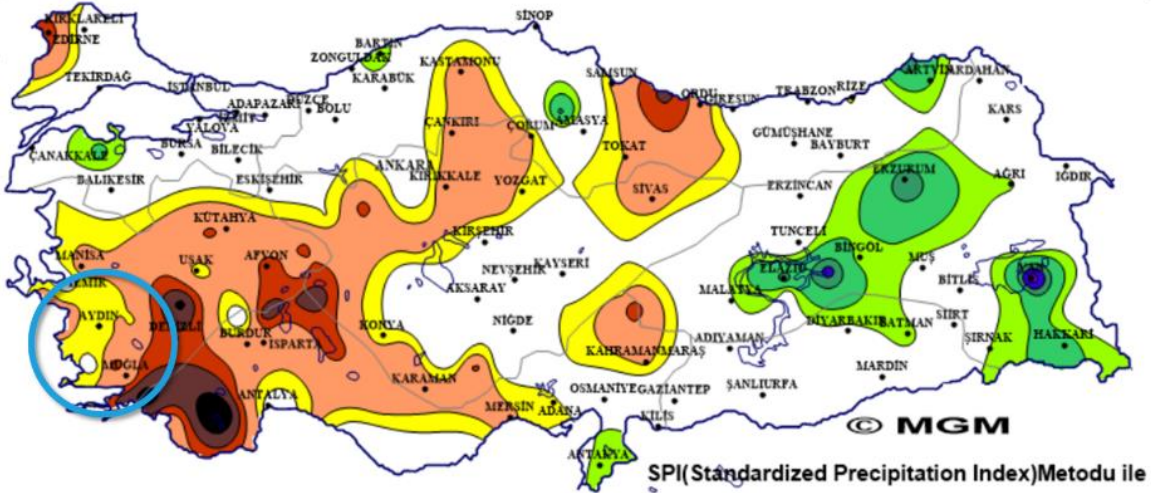 SİNOP
KIRKLARELİ
EDİRNE
BARTIN
ZONGULDAK
KASTAMONU
KARABÜK
TEKİRDAĞ
İSTANBUL
SAMSUN
ORDU
GİRESUN
TRABZON
RİZE
ARTVİN
ARDAHAN
KARS
ADAPAZARI
DÜZCE
BOLU
İZMİT
YALOVA
BURSA
BİLECİK
ÇANKIRI
ÇORUM
AMASYA
GÜMÜŞHANE
BAYBURT
ÇANAKKALE
ANKARA
TOKAT
BALIKESİR
ESKİŞEHİR
KIRIKKALE
YOZGAT
SİVAS
ERZİNCAN
ERZURUM
AĞRI
IĞDIR
KÜTAHYA
KIRŞEHİR
TUNCELİ
BİNGÖL
MUŞ
MANİSA
UŞAK
AFYON
NEVŞEHİR
KAYSERİ
ELAZIĞ
BİTLİS
VAN
İZMİR
AKSARAY
MALATYA
AYDIN
DENİZLİ
BURDUR
ISPARTA
KONYA
NİĞDE
DİYARBAKIR
BATMAN
SİİRT
ŞIRNAK
HAKKARİ
KAHRAMANMARAŞ
ADIYAMAN
MUĞLA
MARDİN
ANTALYA
KARAMAN
OSMANİYE
GAZİANTEP
ŞANLIURFA
MERSİN
ADANA
KİLİS
ANTAKYA
© MGM
SPI(Standardized Precipitation Index)Metodu ile